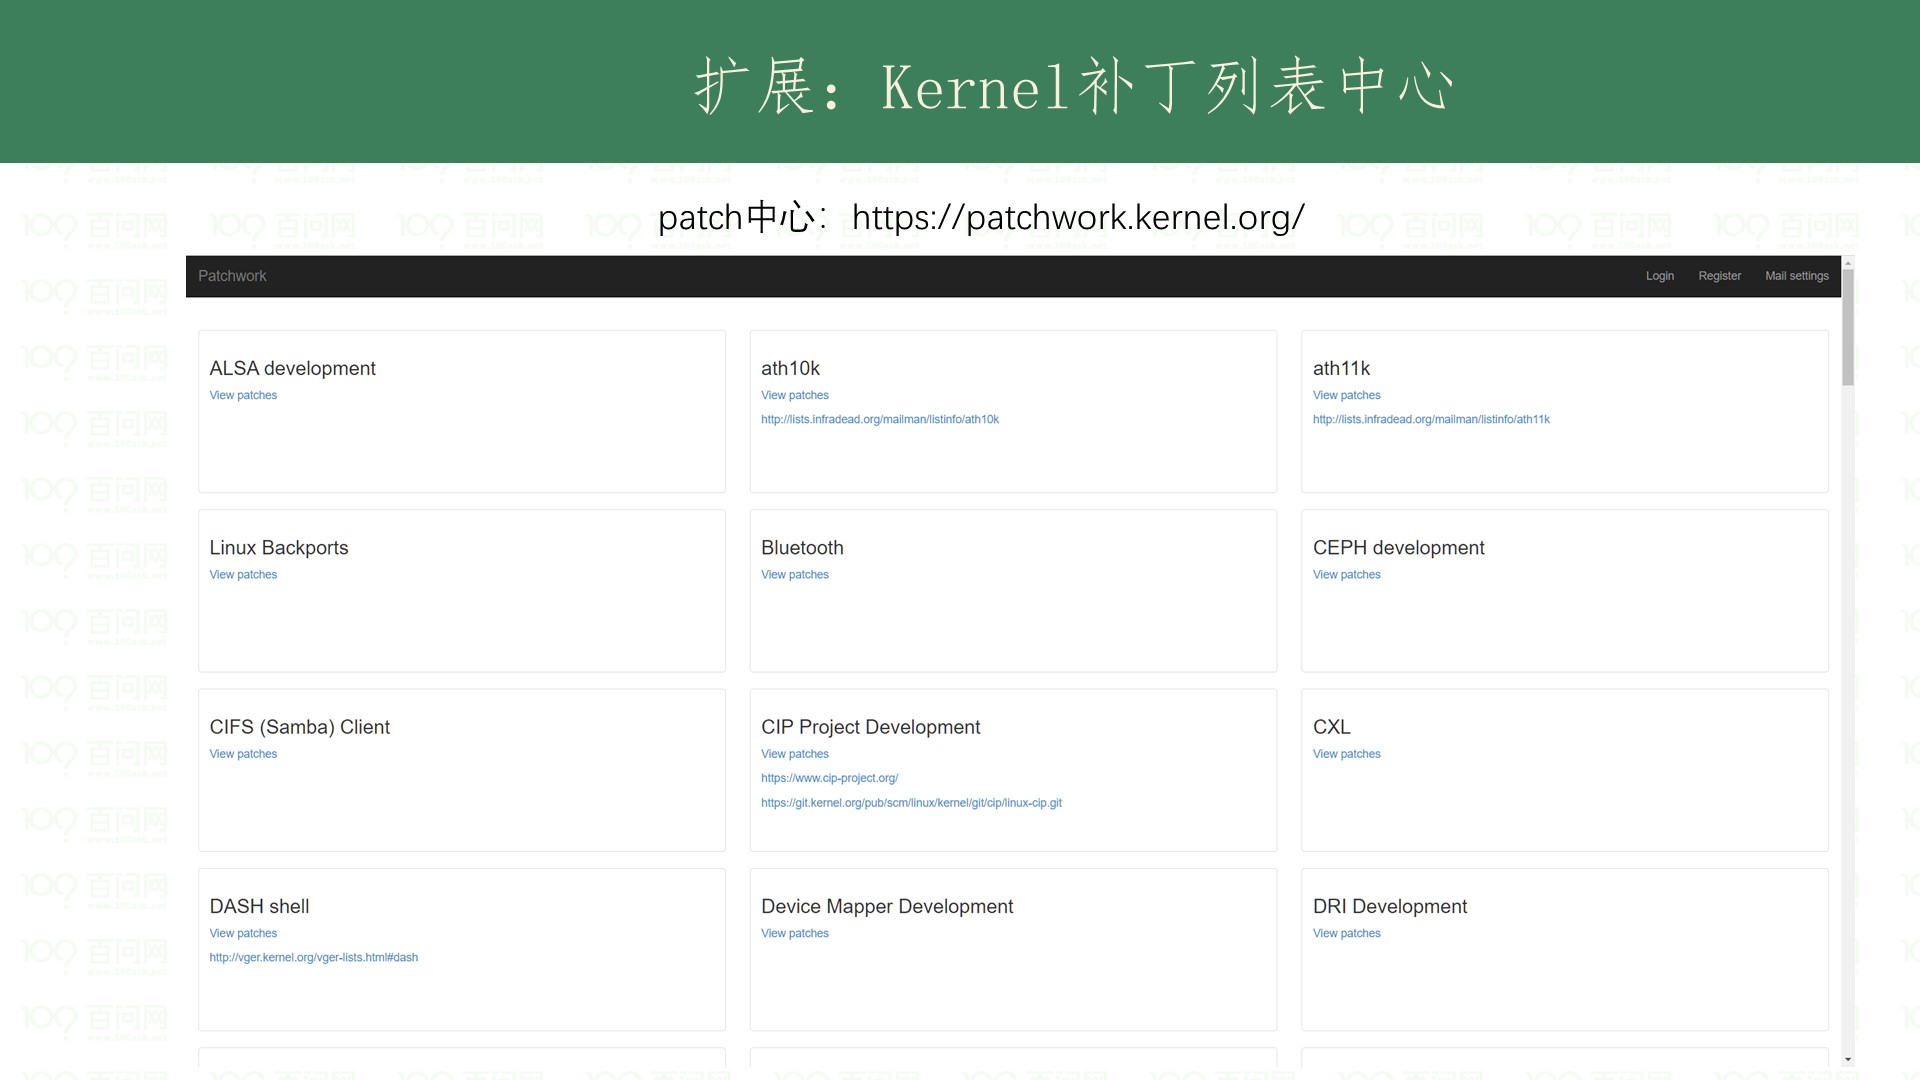 扩展：Kernel补丁列表中心
patch中心：https://patchwork.kernel.org/
Patchwork Login Register Mail settings
ALSA development
View patches
ath10k
View patches
http://lists.infradead.org/mailman/listinfo/ath10k
ath11k
View patches
http://lists.infradead.org/mailman/listinfo/ath11k
Linux Backports
View patches
Bluetooth
View patches
CEPH development
View patches
CIFS (Samba) Client
View patches
CIP Project Development
View patches
https://www.cip-project.org/
https://git.kernel.org/pub/scm/linux/kernel/git/cip/linux-cip.git
CXL
View patches
DASH shell
View patches
http://vger.kernel.org/vger-lists.html#dash
Device Mapper Development
View patches
DRI Development
View patches